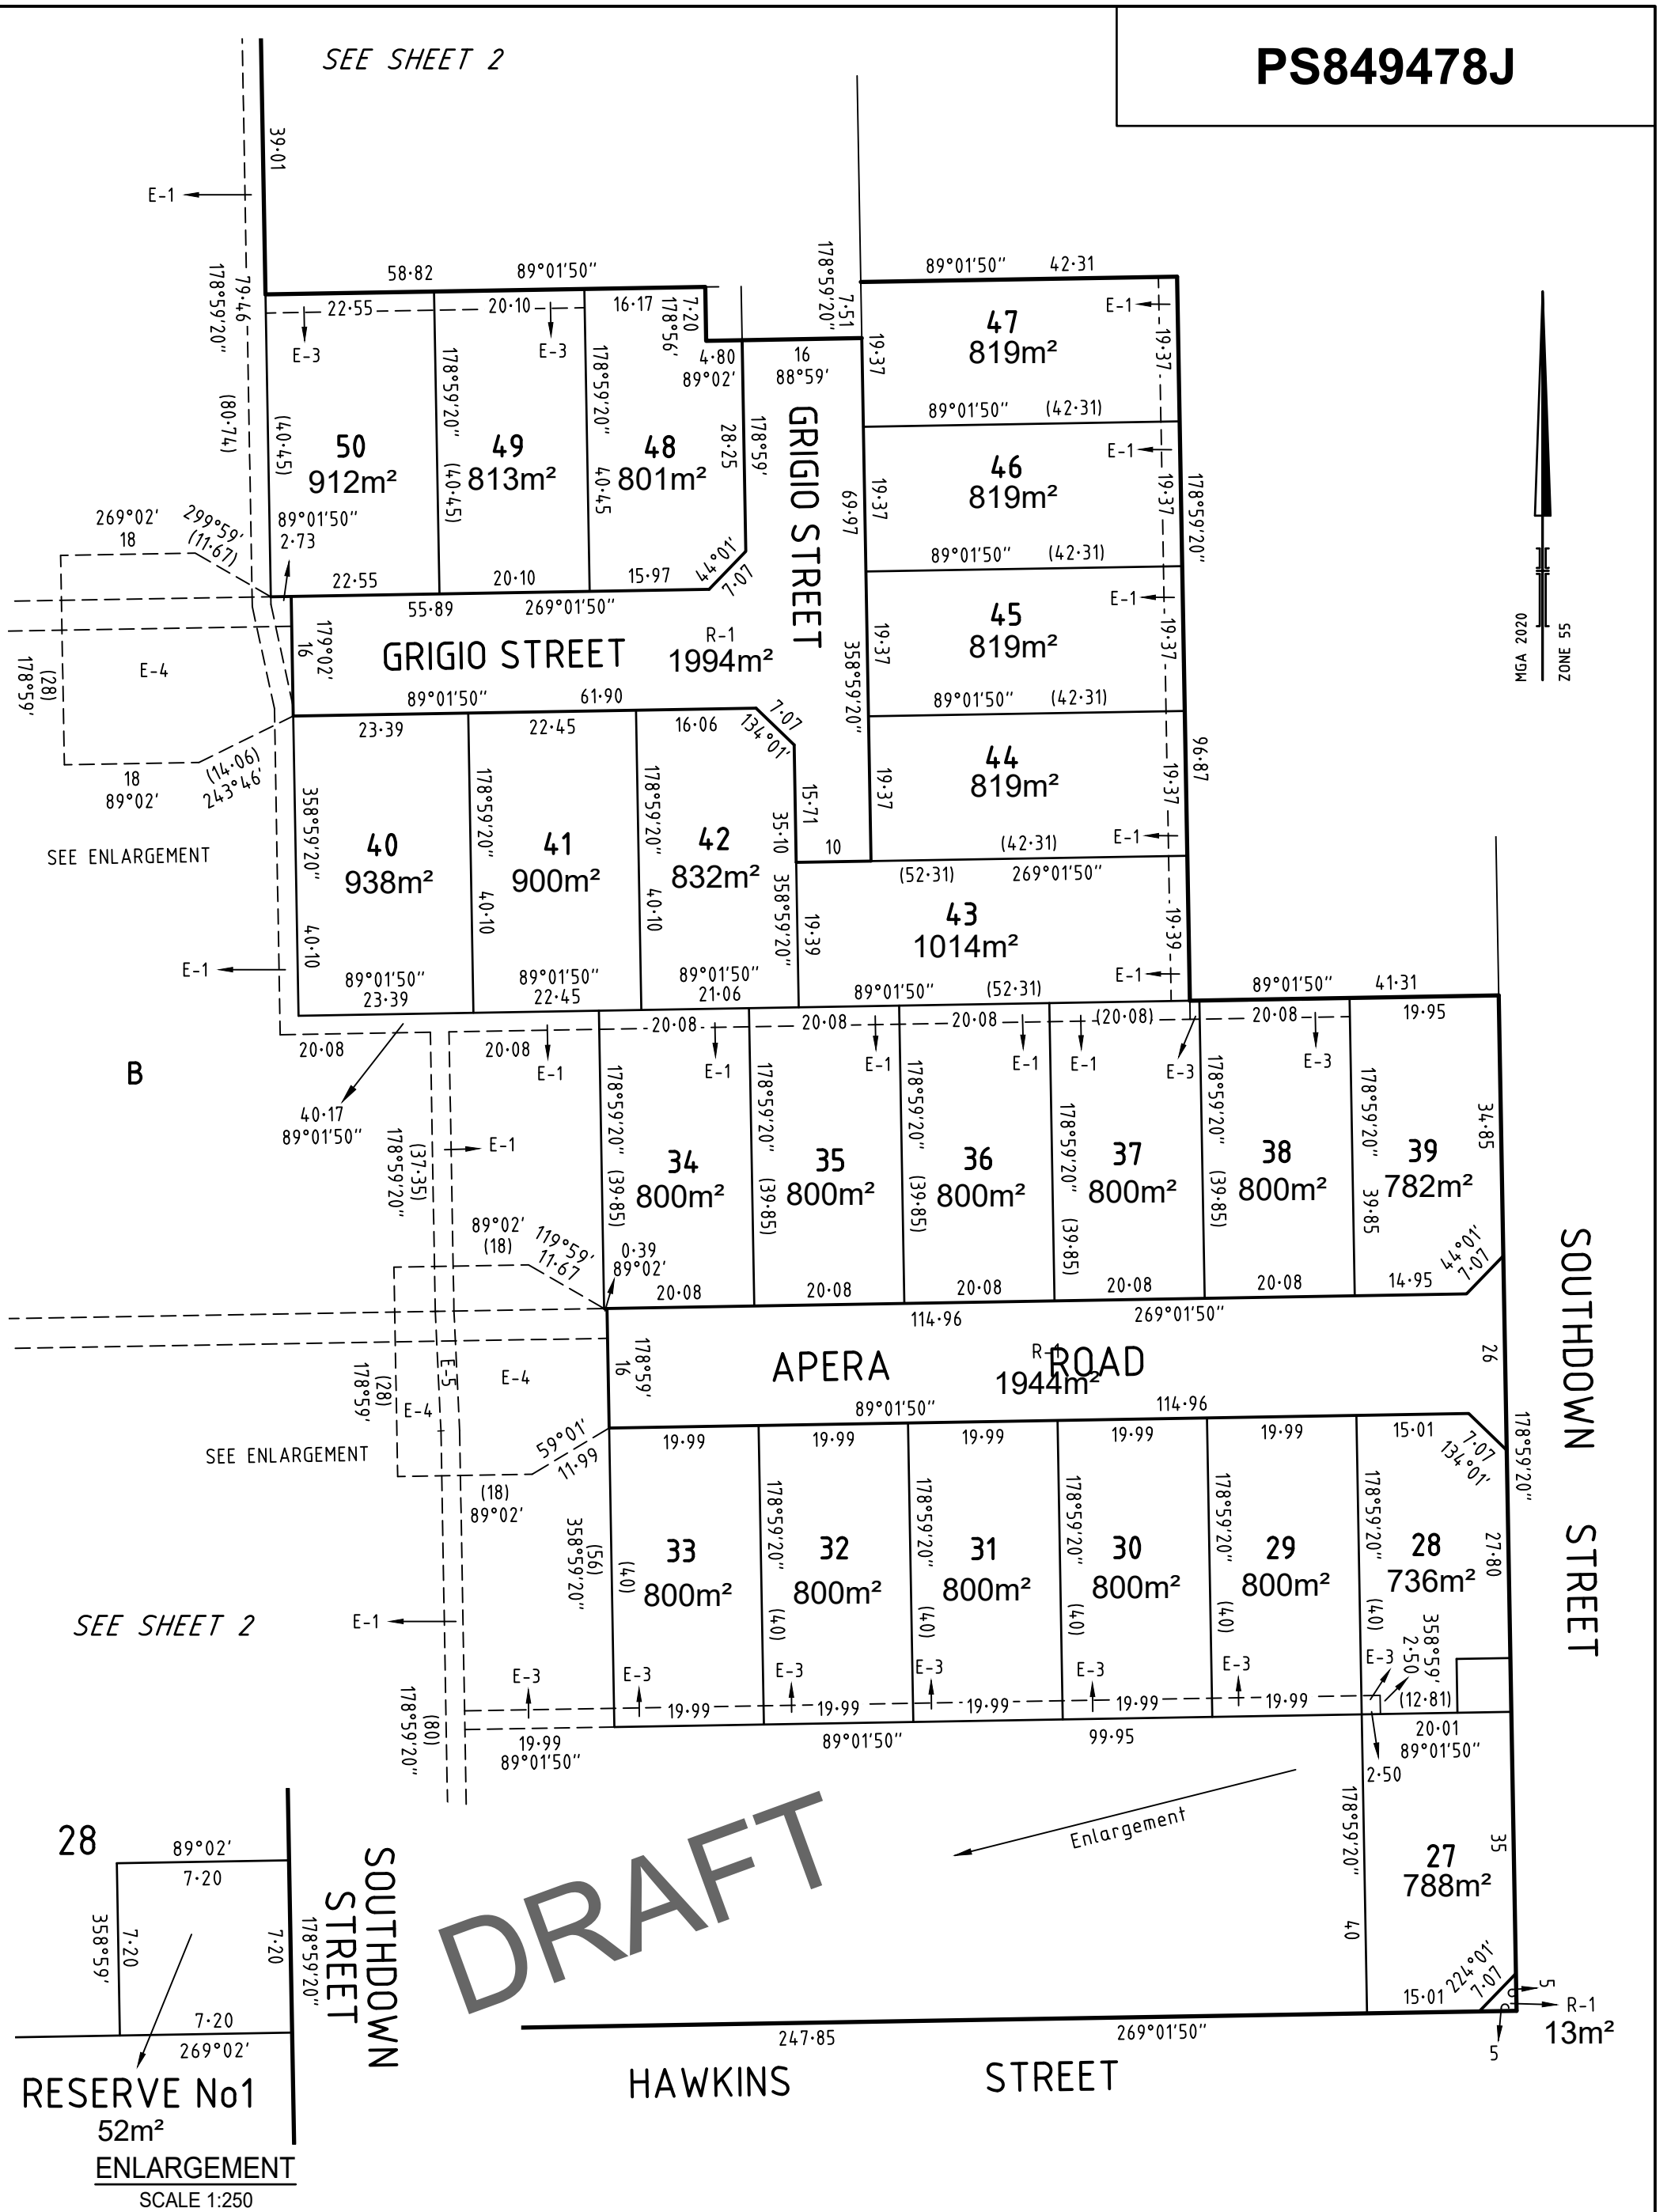 PS849478J
SEE SHEET 2
39·01
E-1
79·46
178°59'20"
(80·74)
58·82
89°01'50"
22·55
20·10
16·17
7·20
178°56'
E-3
E-3
4·80
89°02'
178°59'20"
7·51
16
88°59'
89°01'50"
42·31
(40·45)
50
912m²
178°59'20"
(40·45)
49
813m²
178°59'20"
40·45
48
801m²
28·25
178°59'
89°01'50"
2·73
22·55
20·10
15·97
44°01'
7·07
55·89
269°01'50"
GRIGIO STREET
69·97
358°59'20"
19·37
47
819m²
E-1
19·37
89°01'50"
(42·31)
19·37
46
819m²
E-1
19·37
178°59'20"
89°01'50"
(42·31)
19·37
45
819m²
E-1
19·37
89°01'50"
(42·31)
19·37
44
819m²
19·37
96·87
E-1
(42·31)
MGA 2020
ZONE 55
269°02'
18
299°59'
(11·67)
E-4
(28)
178°59'
18
89°02'
(14·06)
243°46'
SEE ENLARGEMENT
179°02'
16
GRIGIO STREET
R-1
1994m²
89°01'50"
61·90
23·39
22·45
16·06
7·07
134°01'
15·71
10
358°59'20"
40·10
40
938m²
178°59'20"
40·10
41
900m²
178°59'20"
40·10
42
832m²
35·10
358°59'20"
(52·31)
269°01'50"
19·39
43
1014m²
19·39
E-1
E-1
89°01'50"
23·39
89°01'50"
22·45
89°01'50"
21·06
89°01'50"
(52·31)
89°01'50"
41·31
B
20·08
20·08
20·08
20·08
20·08
(20·08)
20·08
19·95
E-1
E-1
E-1
E-1
E-1
E-3
E-3
40·17
89°01'50"
(37·35)
178°59'20"
E-1
178°59'20"
(39·85)
34
800m²
178°59'20"
(39·85)
35
800m²
178°59'20"
(39·85)
36
800m²
178°59'20"
(39·85)
37
800m²
178°59'20"
(39·85)
38
800m²
178°59'20"
39·85
39
782m²
34·85
44°01'
7·07
89°02'
(18)
119°59'
11·67
0·39
89°02'
20·08
20·08
20·08
20·08
20·08
14·95
114·96
269°01'50"
SOUTHDOWN STREET
178°59'
16
APERA ROAD
R-1
1944m²
26
(28)
178°59'
E-5
E-4
E-4
SEE ENLARGEMENT
59°01'
11·99
(18)
89°02'
89°01'50"
114·96
19·99
19·99
19·99
19·99
19·99
15·01
7·07
134°01'
178°59'20"
(56)
358°59'20"
(40)
33
800m²
178°59'20"
(40)
32
800m²
178°59'20"
(40)
31
800m²
178°59'20"
(40)
30
800m²
178°59'20"
(40)
29
800m²
178°59'20"
(40)
28
736m²
27·80
358°59'
2·50
SEE SHEET 2
E-1
E-3
E-3
E-3
E-3
E-3
E-3
E-3
(12·81)
19·99
19·99
19·99
19·99
19·99
(80)
178°59'20"
19·99
89°01'50"
89°01'50"
99·95
20·01
89°01'50"
2·50
Enlargement
178°59'20"
40
27
788m²
35
15·01
224°01'
7·07
5
R-1
13m²
5
DRAFT
247·85
269°01'50"
HAWKINS STREET
28
89°02'
7·20
358°59'
7·20
7·20
178°59'20"
SOUTHDOWN
STREET
7·20
269°02'
RESERVE No1
52m²
ENLARGEMENT
SCALE 1:250